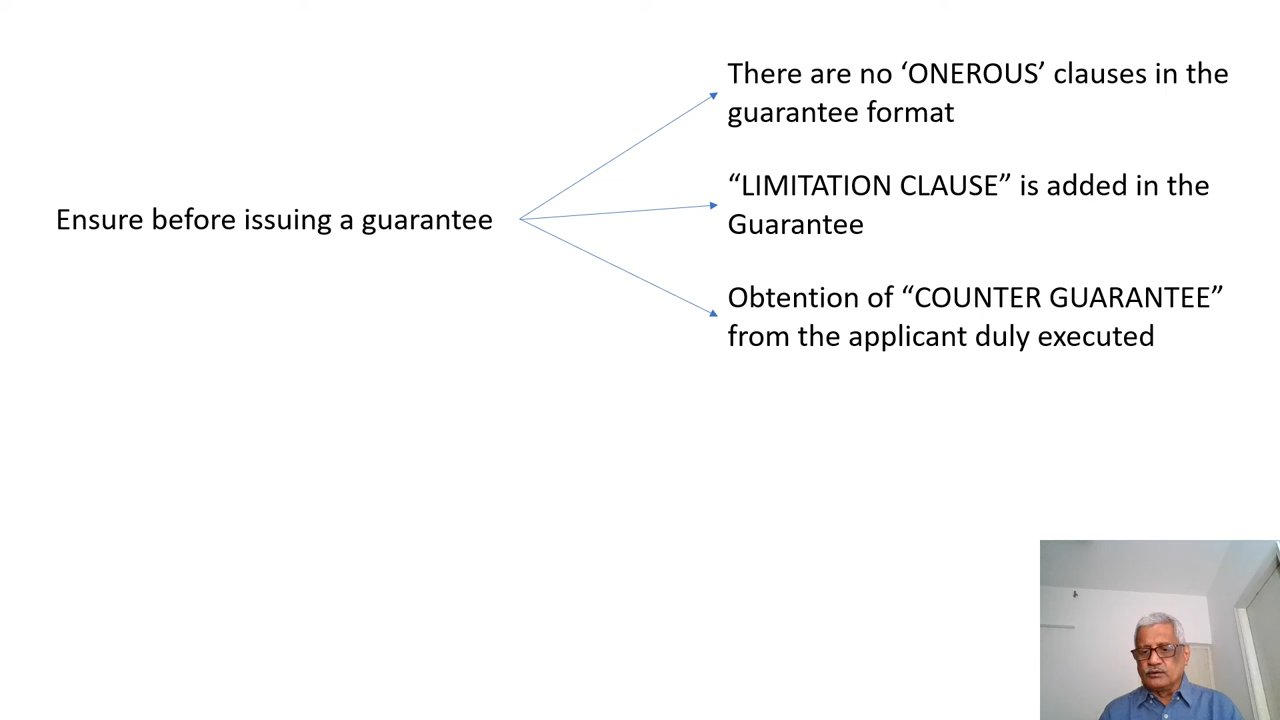 There are no ‘ONEROUS’ clauses in the
guarantee format
“LIMITATION CLAUSE” is added in the
Ensure before issuing a guarantee
Guarantee
Obtention of “COUNTER GUARANTEE”
from the applicant duly executed